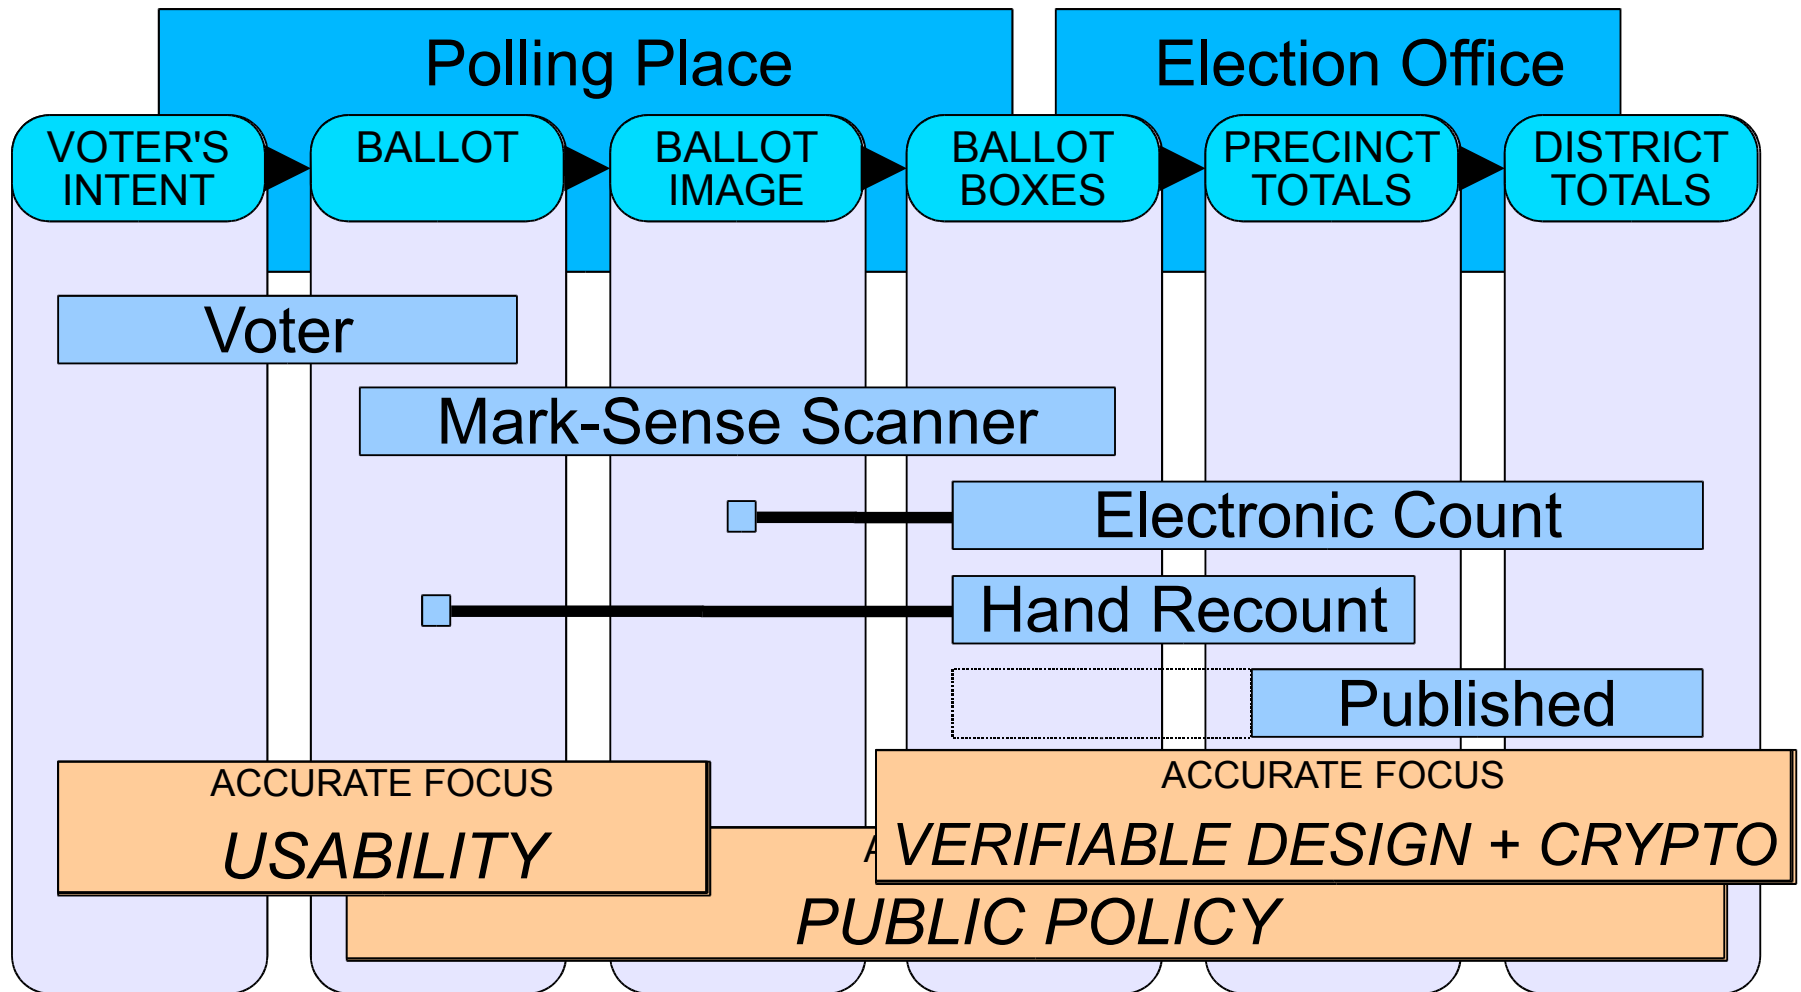 Polling Place
Election Office
VOTER'S
INTENT
BALLOT
BALLOT
IMAGE
BALLOT
BOXES
PRECINCT
TOTALS
DISTRICT
TOTALS
Voter
Mark-Sense Scanner
Electronic Count
Hand Recount
Published
ACCURATE FOCUS
USABILITY
ACCURATE FOCUS
VERIFIABLE DESIGN + CRYPTO
PUBLIC POLICY